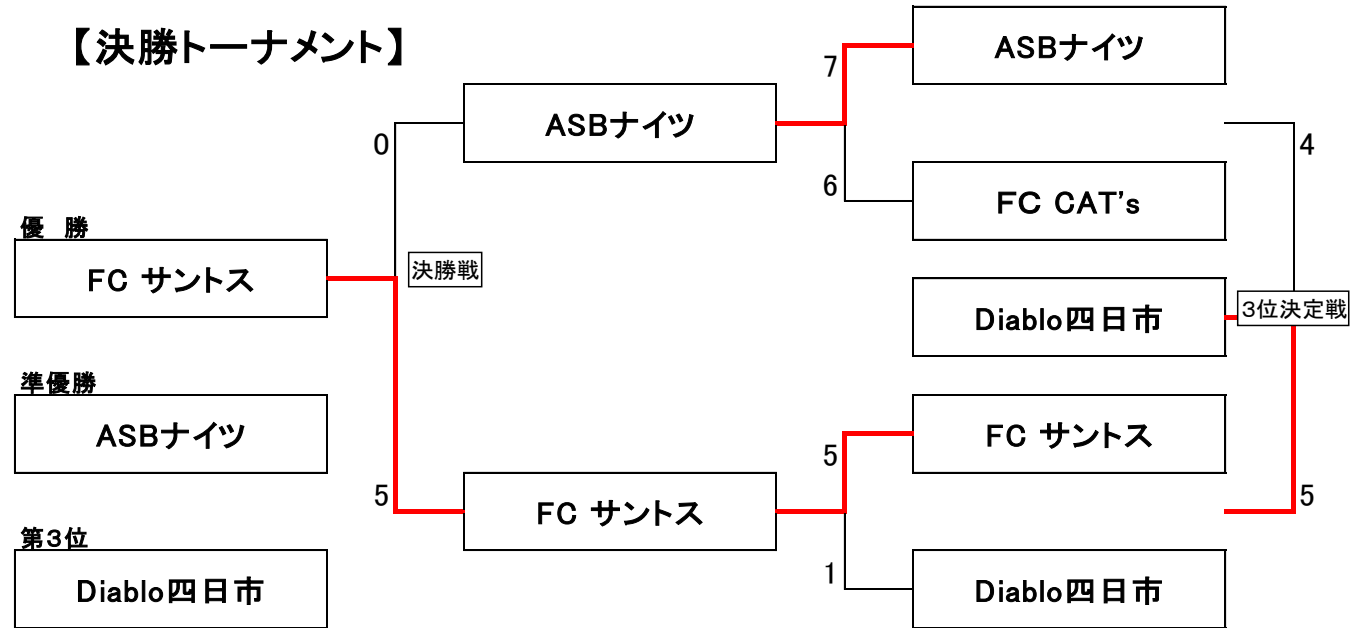 【決勝トーナメント】
ASBナイツ
7
ASBナイツ
0
4
6
FC CAT's
優 勝
FC サントス
決勝戦
Diablo四日市
3位決定戦
準優勝
ASBナイツ
FC サントス
5
5
FC サントス
5
第3位
Diablo四日市
1
Diablo四日市